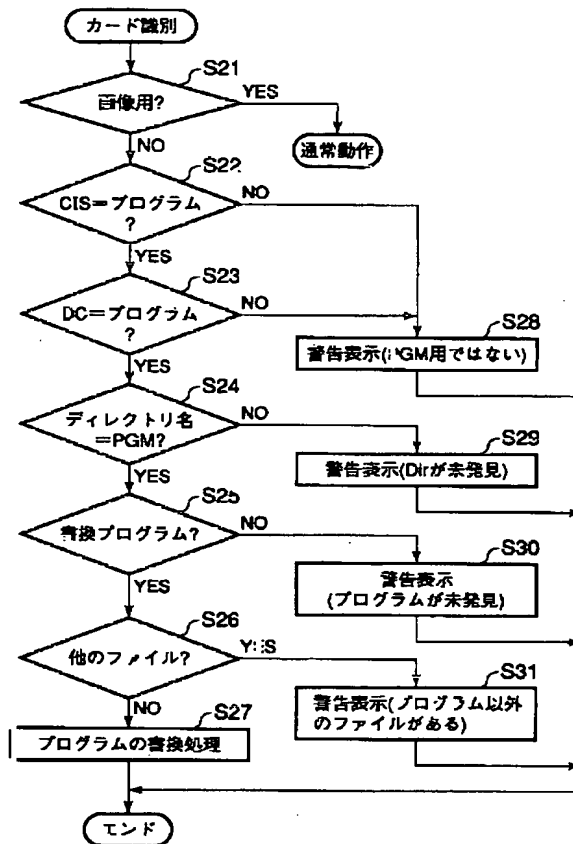 カード識別
S21
画像用?
YES
通常動作
NO
S22
CIS=プログラム
?
NO
YES
S23
DC=プログラム
?
NO
YES
S28
警告表示(PGM用ではない)
S24
ディレクトリ名
=PGM?
NO
YES
S29
警告表示(Dirが未発見)
S25
書換プログラム?
NO
YES
S30
警告表示
(プログラムが未発見)
S26
他のファイル?
YES
NO
S31
警告表示(プログラム以外
のファイルがある)
S27
プログラムの書換処理
エンド